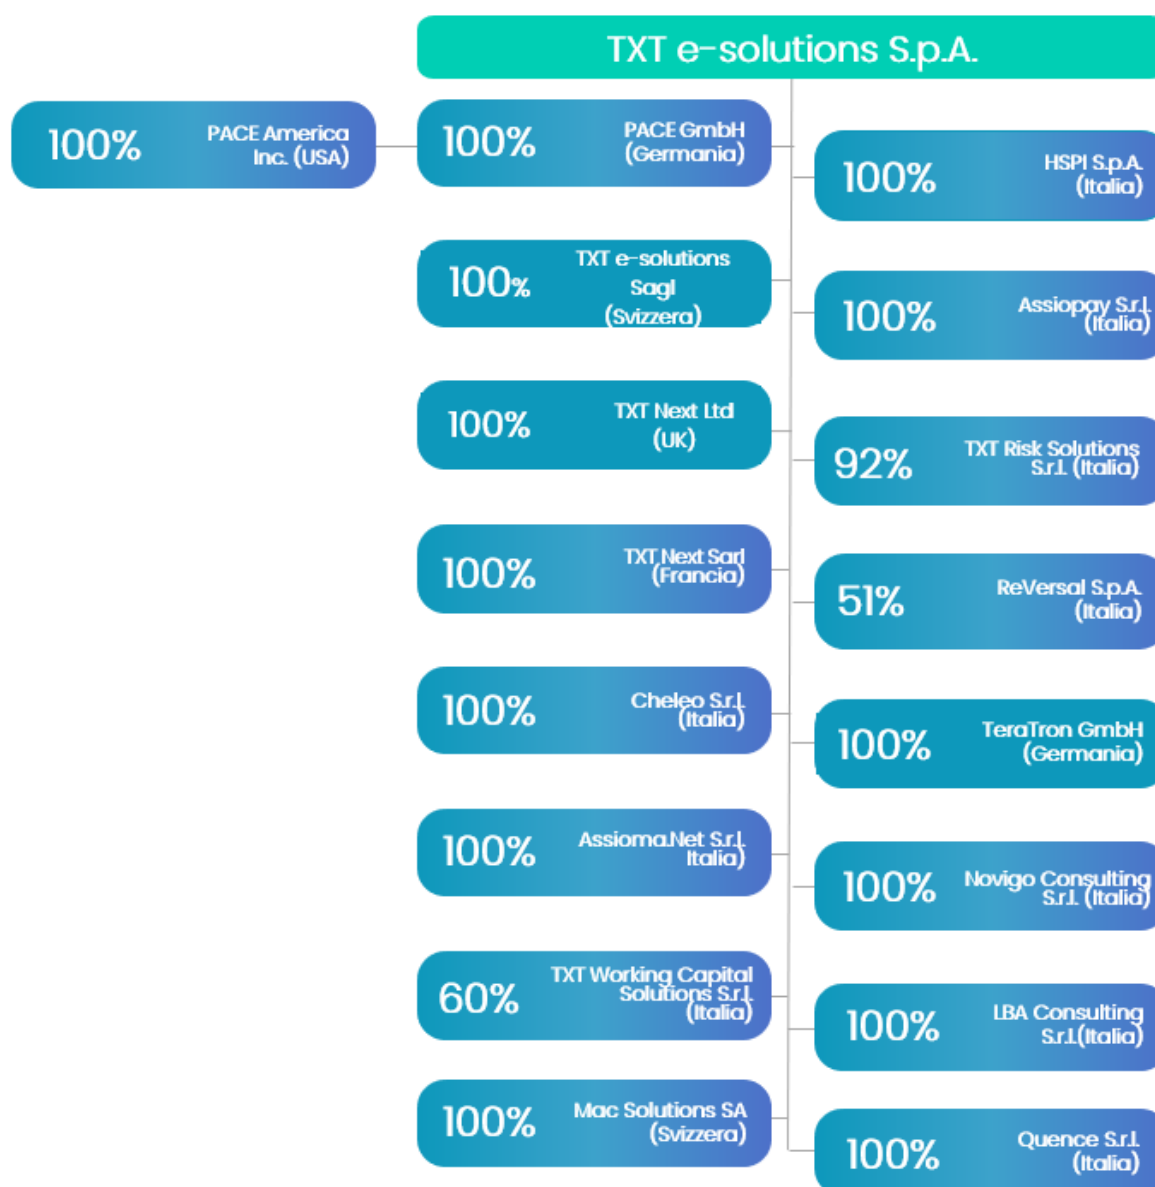 TXT e-solutions S.p.A.
100%
PACE America
Inc. (USA)
100%
PACE GmbH
(Germania)
100%
HSPI S.p.A.
(Italia)
100%
TXT e-solutions
Sagl
(Svizzera)
100%
Assiopay S.r.l.
(Italia)
100%
TXT Next Ltd
(UK)
92%
TXT Risk Solutions
S.r.l. (Italia)
100%
TXT Next Sarl
(Francia)
51%
ReVersal S.p.A.
(Italia)
100%
Cheleo S.r.l.
(Italia)
100%
TeraTron GmbH
(Germania)
100%
Assioma.Net S.r.l.
Italia)
100%
Novigo Consulting
S.r.l. (Italia)
60%
TXT Working Capital
Solutions S.r.l.
(Italia)
100%
LBA Consulting
S.r.l.(Italia)
100%
Mac Solutions SA
(Svizzera)
100%
Quence S.r.l.
(Italia)